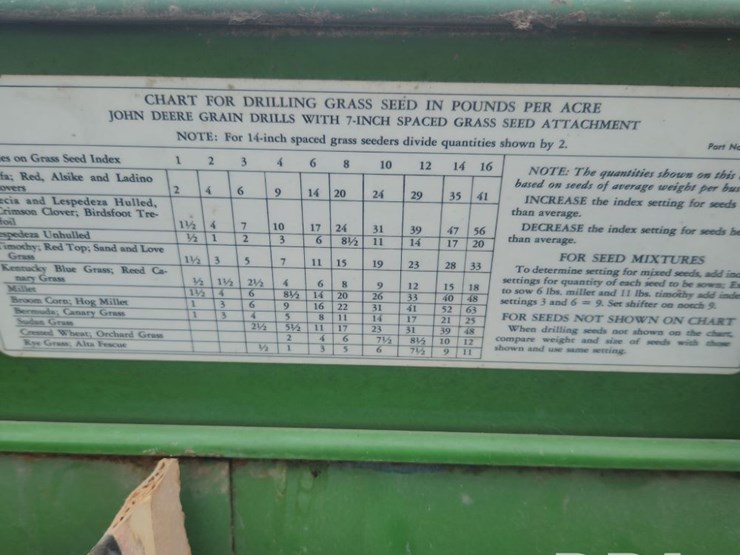 CHART FOR DRILLING GRASS SEED IN POUNDS PER ACRE
JOHN DEERE GRAIN DRILLS WITH 7-INCH SPACED GRASS SEED ATTACHMENT
NOTE: For 14-inch spaced grass seeders divide quantities shown by 2.
Part No
es on Grass Seed Index 1 2 3 4 6 8 10 12 14 16
fa; Red, Alsike and Ladino
overs 2 4 6 9 14 20 24 29 35 41
ecia and Lespedeza Hulled,
Crimson Clover; Birdsfoot Tre-
foil 1½ 4 7 10 17 24 31 39 47 56
espedeza Unhulled ½ 1 2 3 6 8½ 11 14 17 20
Timothy; Red Top; Sand and Love
Grass 1½ 3 5 7 11 15 19 23 28 33
Kennucky Blue Grass; Reed Ca-
nary Grass ½ 1½ 2½ 4 6 8 9 12 15 18
Millet 1½ 4 6 8½ 14 20 26 33 40 48
Broom Corn; Hog Millet 1 3 6 9 16 22 31 41 52 63
Bermuda; Canary Grass 1 3 4 5 8 11 14 17 21 25
Sudan Grass 2½ 5½ 11 17 23 31 39 48
Crested Wheat; Orchard Grass 2 4 6 7½ 8½ 10 12
Rye Grass; Alta Fescue ½ 1 3 5 6 7½ 9 11
NOTE: The quantities shown on this
based on seeds of average weight per bus
INCREASE the index setting for seeds
than average.
DECREASE the index setting for seeds he
than average.
FOR SEED MIXTURES
To determine setting for mixed seeds, add ind
settings for quantity of each seed to be sown; Ex
to sow 6 lbs. millet and 11 lbs. timothy add inde
settings 3 and 6 = 9. Set shifter on notch 9.
FOR SEEDS NOT SHOWN ON CHART
When drilling seeds not shown on the chart,
compare weight and size of seeds with those
shown and use same setting.